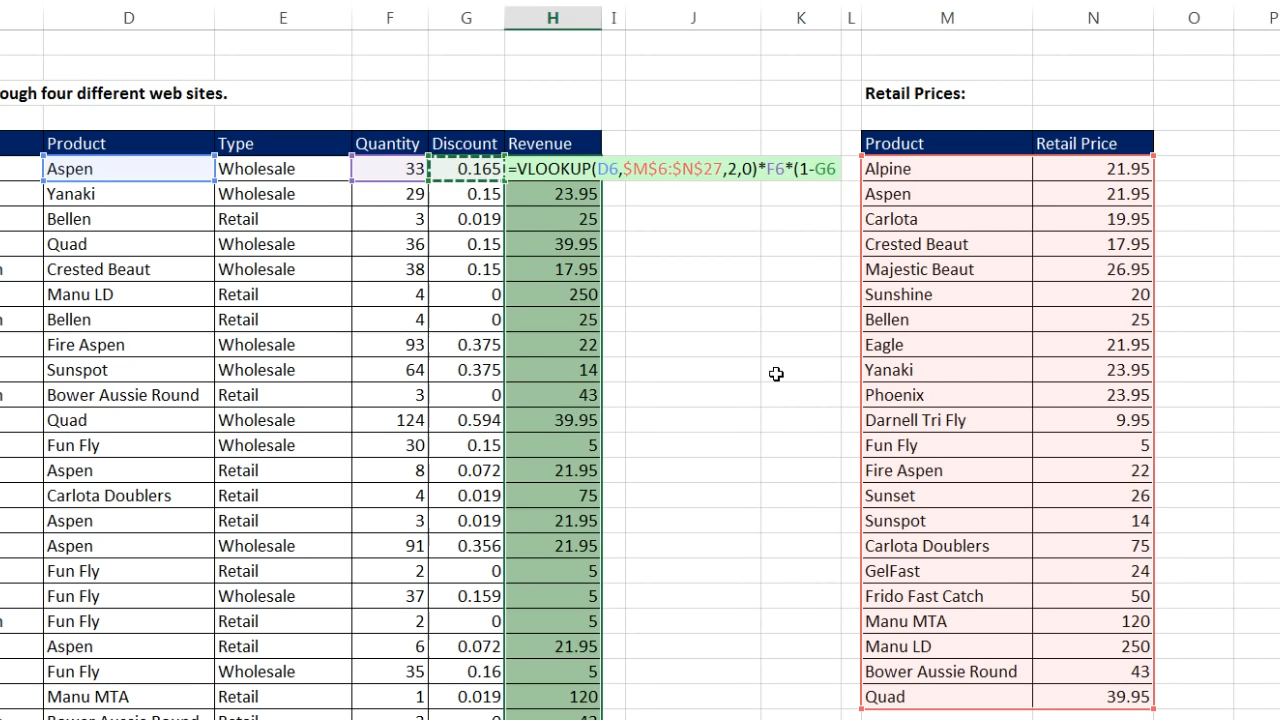 D E F G H I J K L M N O P
ough four different web sites. Retail Prices:
Product Type Quantity Discount Revenue Product Retail Price
Aspen Wholesale 33 0.165 =VLOOKUP(D6,$M$6:$N$27,2,0)*F6*(1-G6 Alpine 21.95
Yanaki Wholesale 29 0.15 23.95 Aspen 21.95
Bellen Retail 3 0.019 25 Carlota 19.95
Quad Wholesale 36 0.15 39.95 Crested Beaut 17.95
n Crested Beaut Wholesale 38 0.15 17.95 Majestic Beaut 26.95
Manu LD Retail 4 0 250 Sunshine 20
n Bellen Retail 4 0 25 Bellen 25
Fire Aspen Wholesale 93 0.375 22 Eagle 21.95
Sunspot Wholesale 64 0.375 14 Yanaki 23.95
n Bower Aussie Round Retail 3 0 43 Phoenix 23.95
Quad Wholesale 124 0.594 39.95 Darnell Tri Fly 9.95
Fun Fly Wholesale 30 0.15 5 Fun Fly 5
Aspen Retail 8 0.072 21.95 Fire Aspen 22
Carlota Doublers Retail 4 0.019 75 Sunset 26
Aspen Retail 3 0.019 21.95 Sunspot 14
Aspen Wholesale 91 0.356 21.95 Carlota Doublers 75
Fun Fly Retail 2 0 5 GelFast 24
Fun Fly Wholesale 37 0.159 5 Frido Fast Catch 50
n Fun Fly Retail 2 0 5 Manu MTA 120
Aspen Retail 6 0.072 21.95 Manu LD 250
Fun Fly Wholesale 35 0.16 5 Bower Aussie Round 43
Manu MTA Retail 1 0.019 120 Quad 39.95